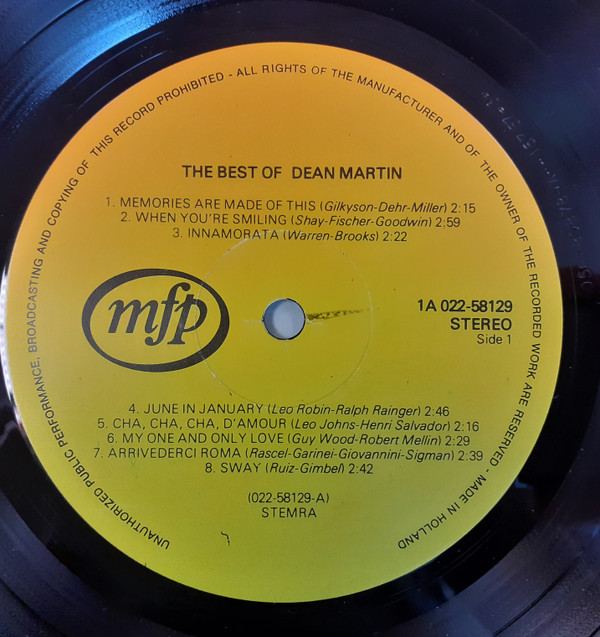 UNAUTHORIZED PUBLIC PERFORMANCE, BROADCASTING AND COPYING OF THIS RECORD PROHIBITED - ALL RIGHTS OF THE MANUFACTURER AND OF THE OWNER OF THE RECORDED WORK ARE RESERVED - MADE IN HOLLAND
THE BEST OF DEAN MARTIN
1. MEMORIES ARE MADE OF THIS (Gilkyson-Dehr-Miller) 2:15
2. WHEN YOU'RE SMILING (Shay-Fischer-Goodwin) 2:59
3. INNAMORATA (Warren-Brooks) 2:22
mfp
1A 022-58129
STEREO
Side 1
4. JUNE IN JANUARY (Leo Robin-Ralph Rainger) 2:46
5. CHA, CHA, CHA, D'AMOUR (Leo Johns-Henri Salvador) 2:16
6. MY ONE AND ONLY LOVE (Guy Wood-Robert Mellin) 2:29
7. ARRIVEDERCI ROMA (Rascel-Garinei-Giovannini-Sigman) 2:39
8. SWAY (Ruiz-Gimbel) 2:42
(022-58129-A)
STEMRA